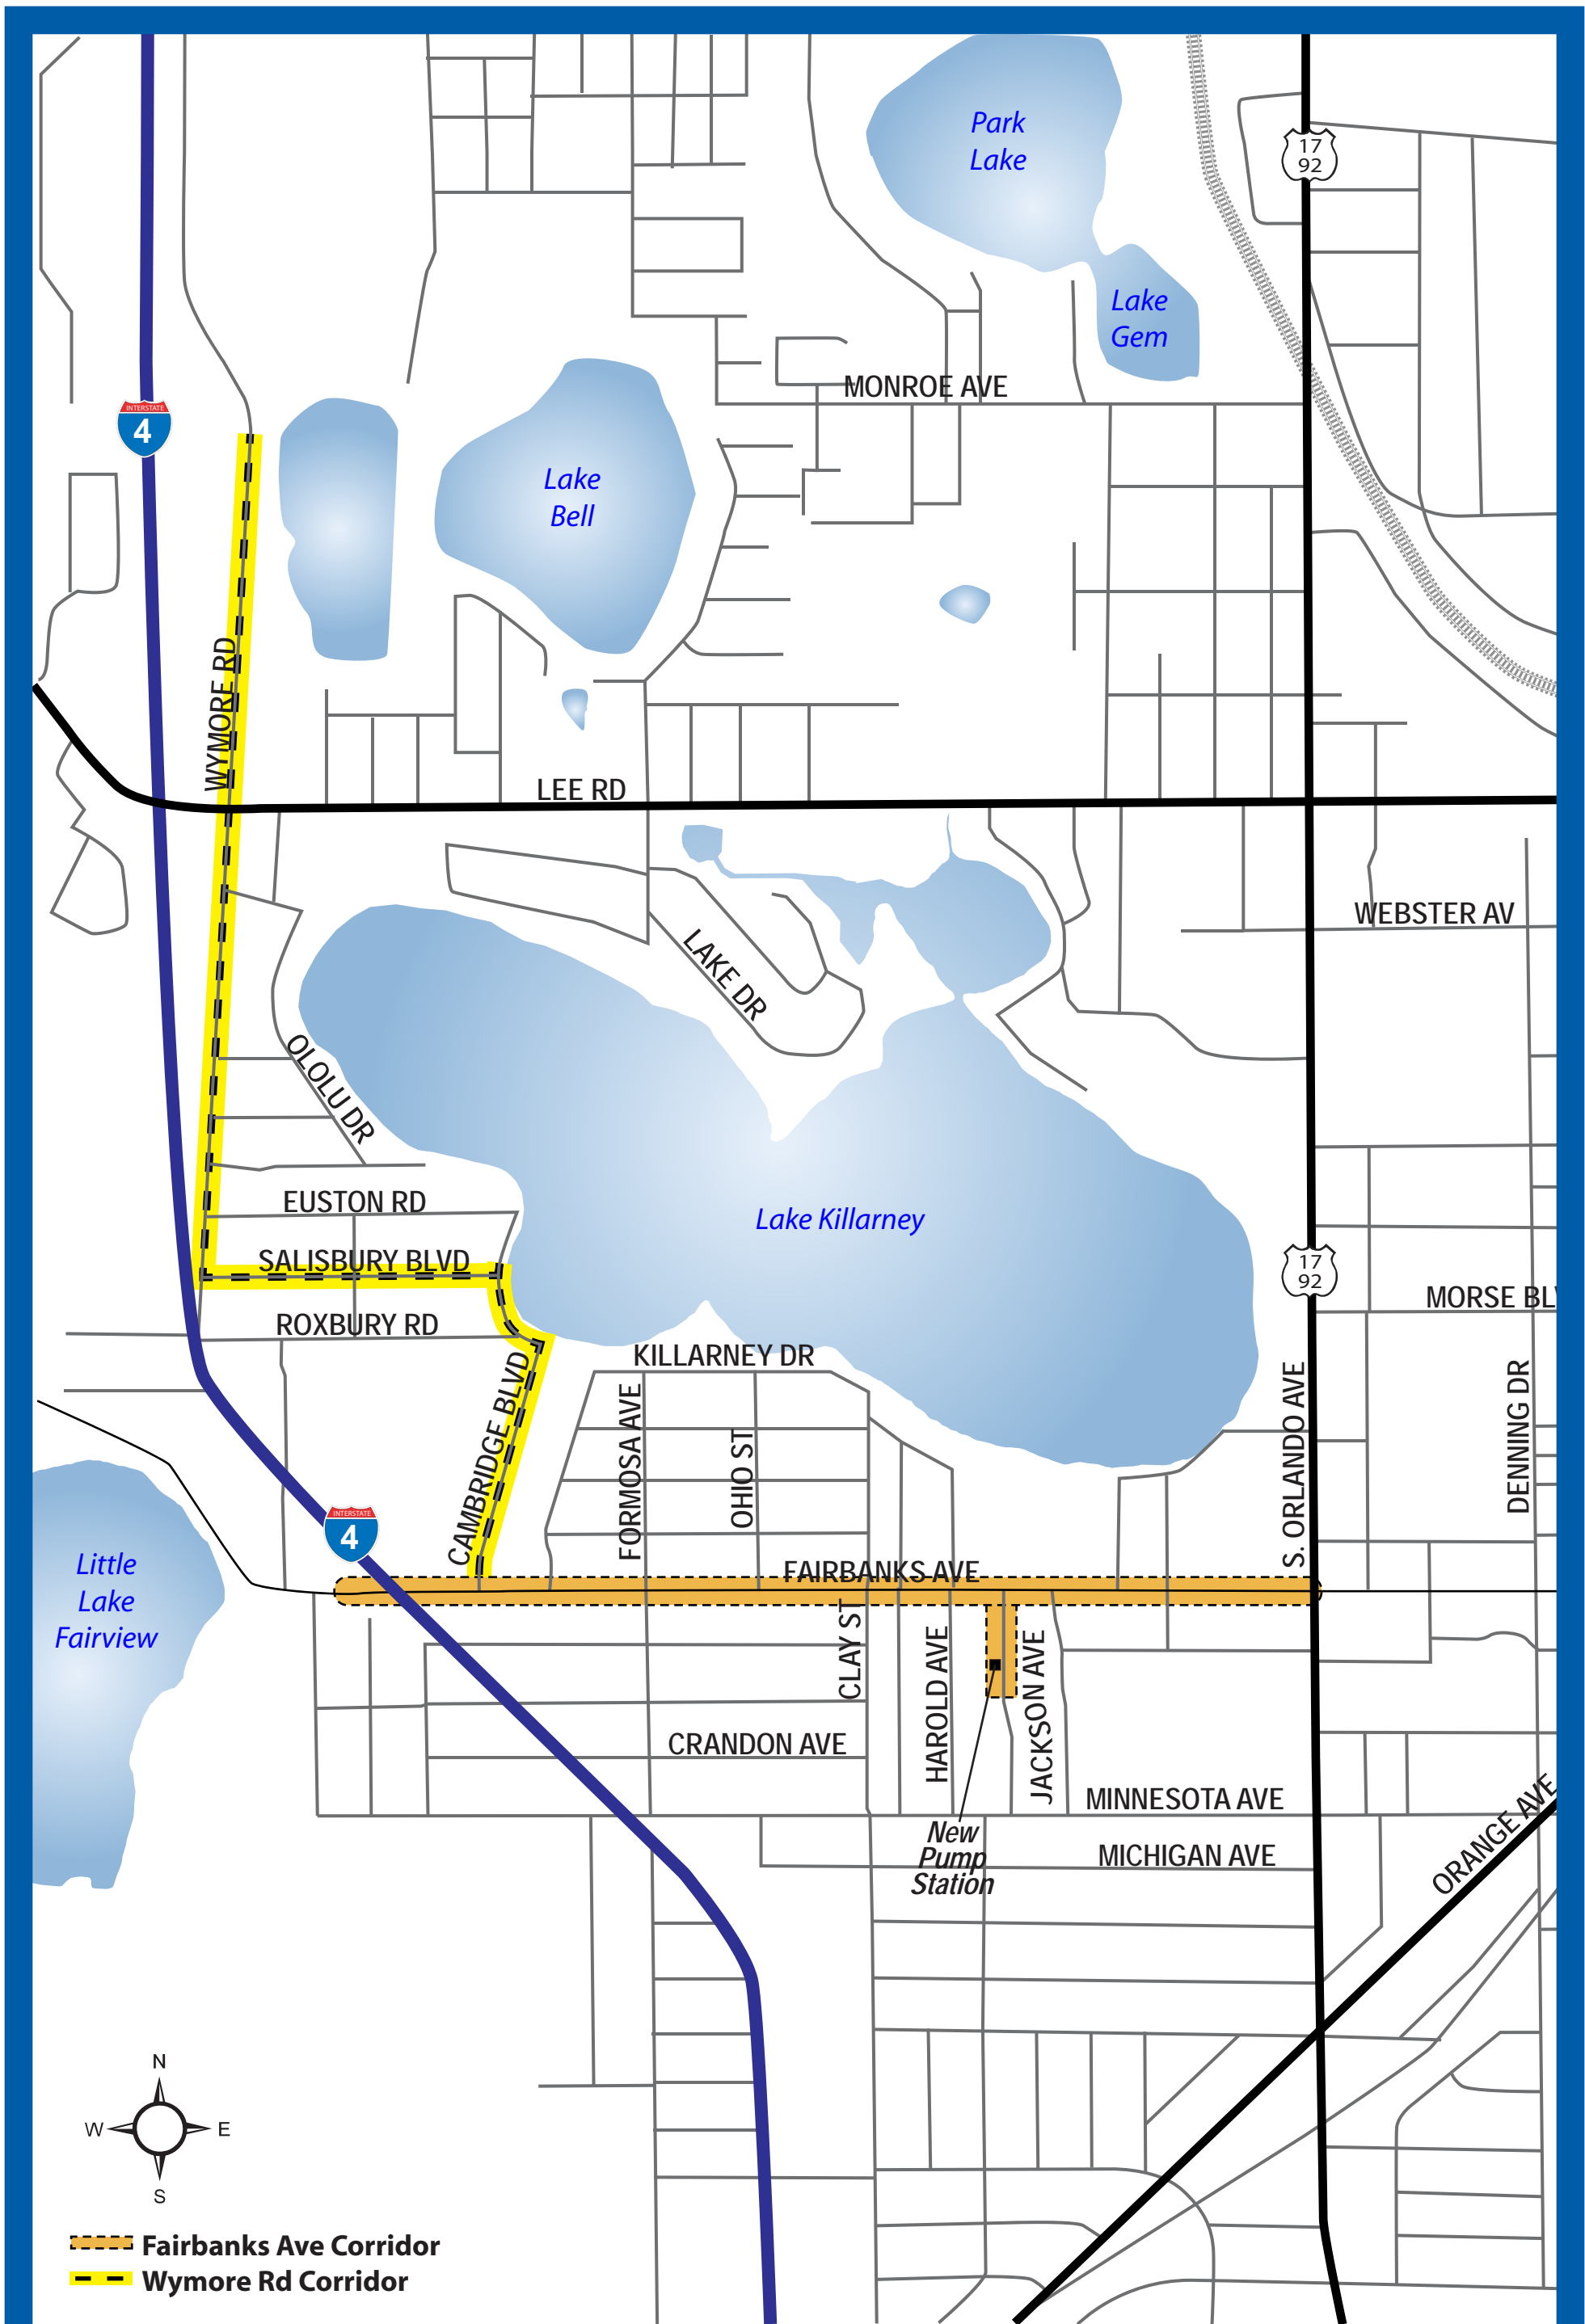 Park
Lake
17
92
Lake
Gem
MONROE AVE
INTERSTATE
4
Lake
Bell
WYMORE RD
LEE RD
WEBSTER AV
LAKE DR
OLOLU DR
EUSTON RD
Lake Killarney
SALISBURY BLVD
17
92
MORSE BLV
ROXBURY RD
KILLARNEY DR
CAMBRIDGE BLVD
FORMOSA AVE
OHIO ST
S. ORLANDO AVE
DENNING DR
INTERSTATE
4
Little
Lake
Fairview
FAIRBANKS AVE
CLAY ST
HAROLD AVE
JACKSON AVE
CRANDON AVE
MINNESOTA AVE
New
Pump
Station
MICHIGAN AVE
ORANGE AVE
N
W
E
S
Fairbanks Ave Corridor
Wymore Rd Corridor